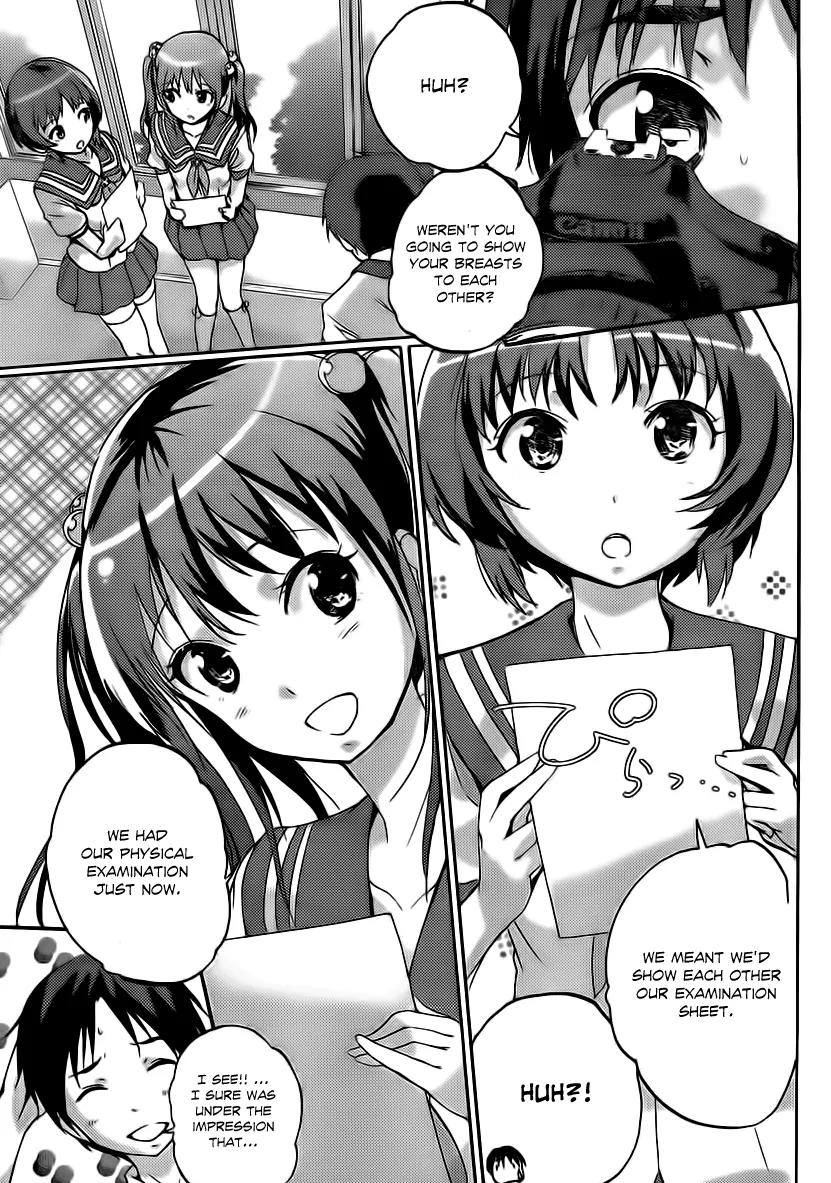 HUH?
WEREN'T YOU
GOING TO SHOW
YOUR BREASTS
TO EACH
OTHER?
ぴらっ‥‥
WE MEANT WE'D
SHOW EACH OTHER
OUR EXAMINATION
SHEET.
HUH?!
WE HAD
OUR PHYSICAL
EXAMINATION
JUST NOW.
I SEE!! ...
I SURE WAS
UNDER THE
IMPRESSION
THAT...